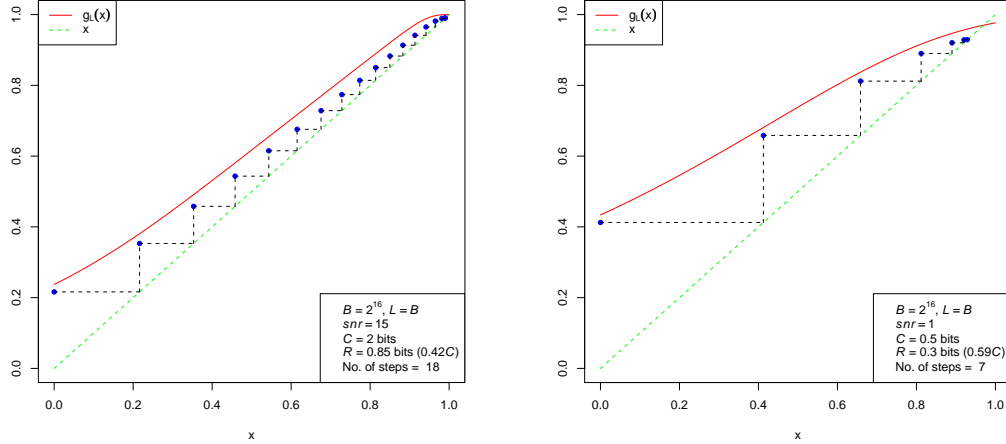 g_L(x)
x
B = 2^16, L = B
snr = 15
C = 2 bits
R = 0.85 bits (0.42C)
No. of steps = 18
0.0
0.2
0.4
0.6
0.8
1.0
0.0 0.2 0.4 0.6 0.8 1.0
x
g_L(x)
x
B = 2^16, L = B
snr = 1
C = 0.5 bits
R = 0.3 bits (0.59C)
No. of steps = 7
0.0
0.2
0.4
0.6
0.8
1.0
0.0 0.2 0.4 0.6 0.8 1.0
x